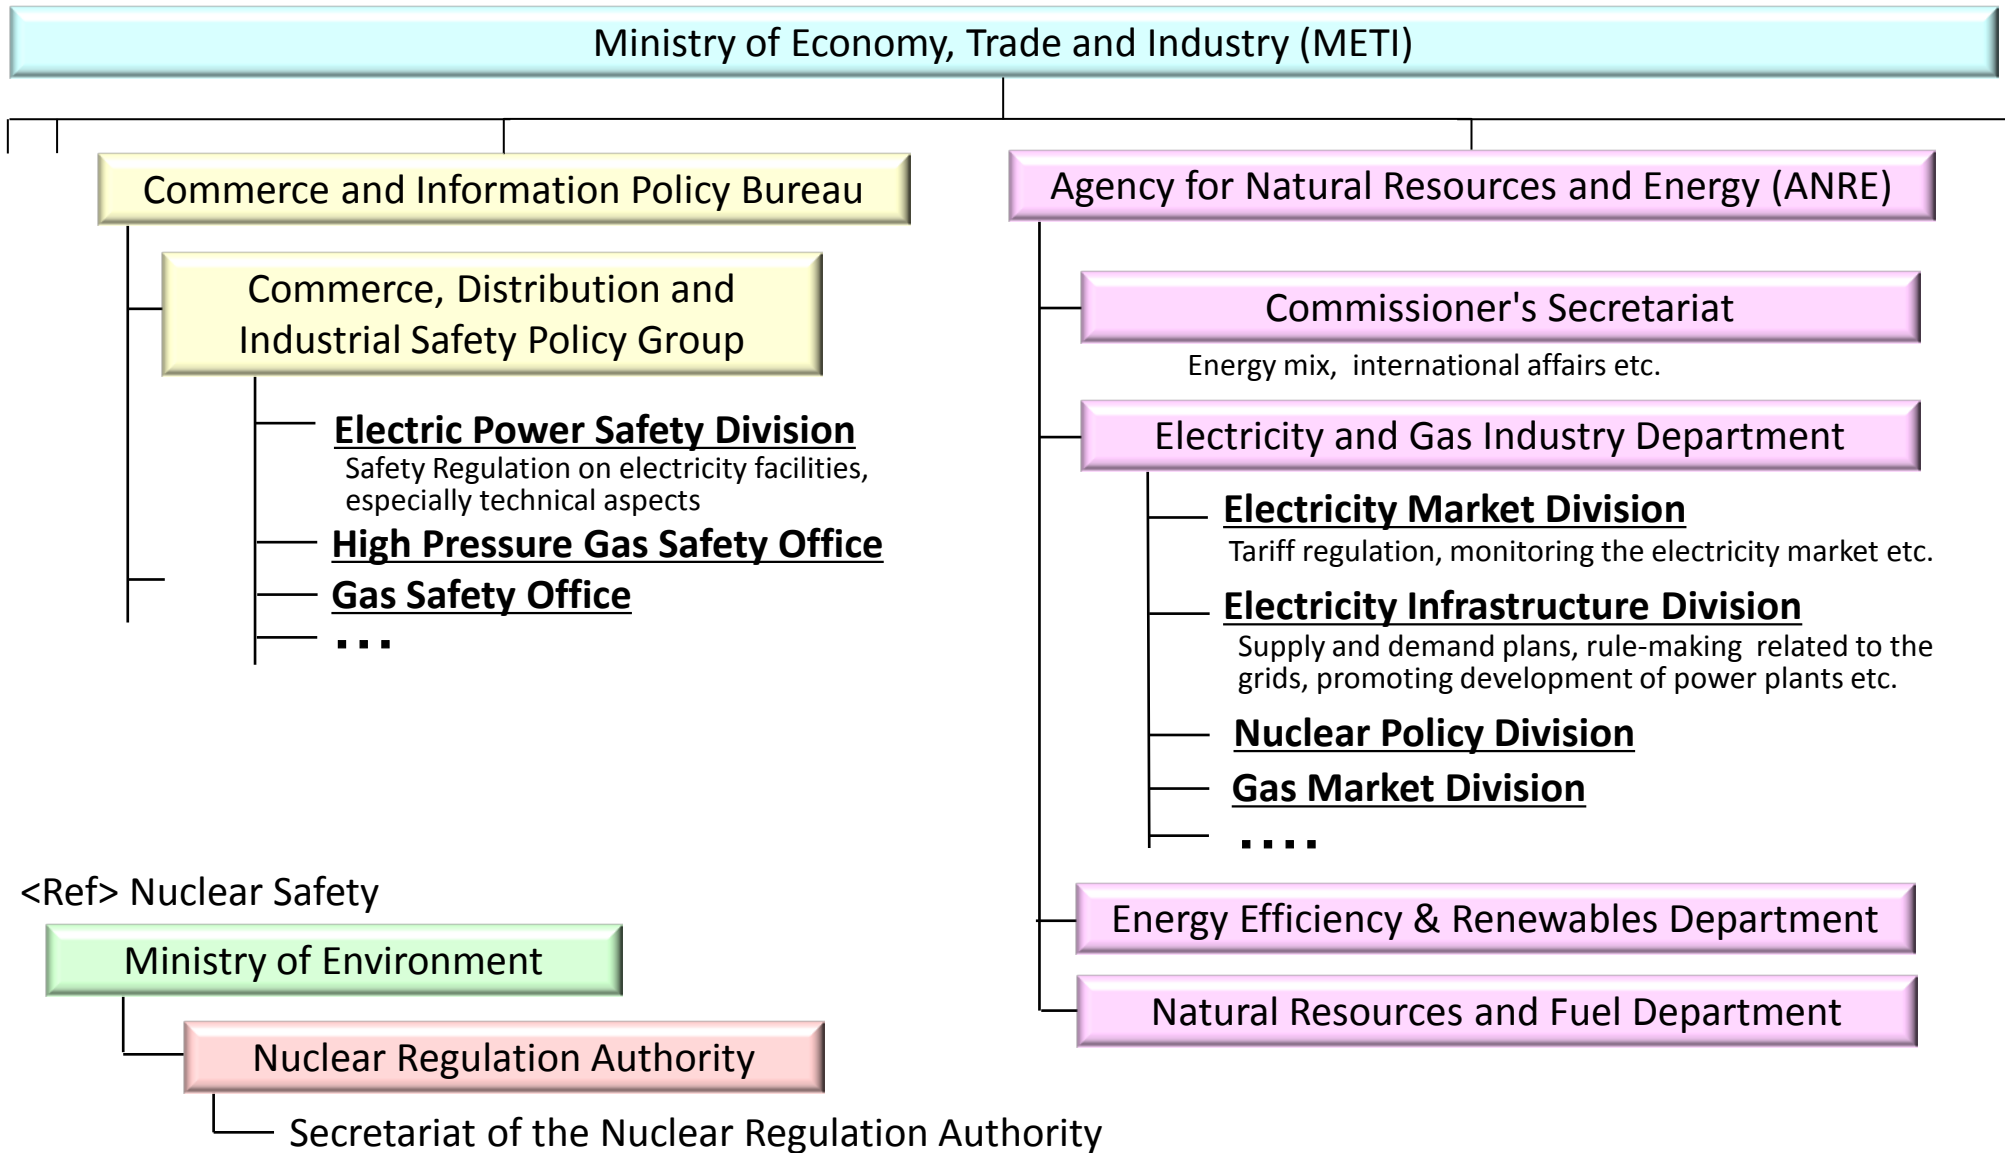 Ministry of Economy, Trade and Industry (METI)
Commerce and Information Policy Bureau
Commerce, Distribution and
Industrial Safety Policy Group
Electric Power Safety Division
Safety Regulation on electricity facilities,
especially technical aspects
High Pressure Gas Safety Office
Gas Safety Office
...
Agency for Natural Resources and Energy (ANRE)
Commissioner's Secretariat
Energy mix, international affairs etc.
Electricity and Gas Industry Department
Electricity Market Division
Tariff regulation, monitoring the electricity market etc.
Electricity Infrastructure Division
Supply and demand plans, rule-making related to the
grids, promoting development of power plants etc.
Nuclear Policy Division
Gas Market Division
....
Energy Efficiency & Renewables Department
Natural Resources and Fuel Department
<Ref> Nuclear Safety
Ministry of Environment
Nuclear Regulation Authority
Secretariat of the Nuclear Regulation Authority